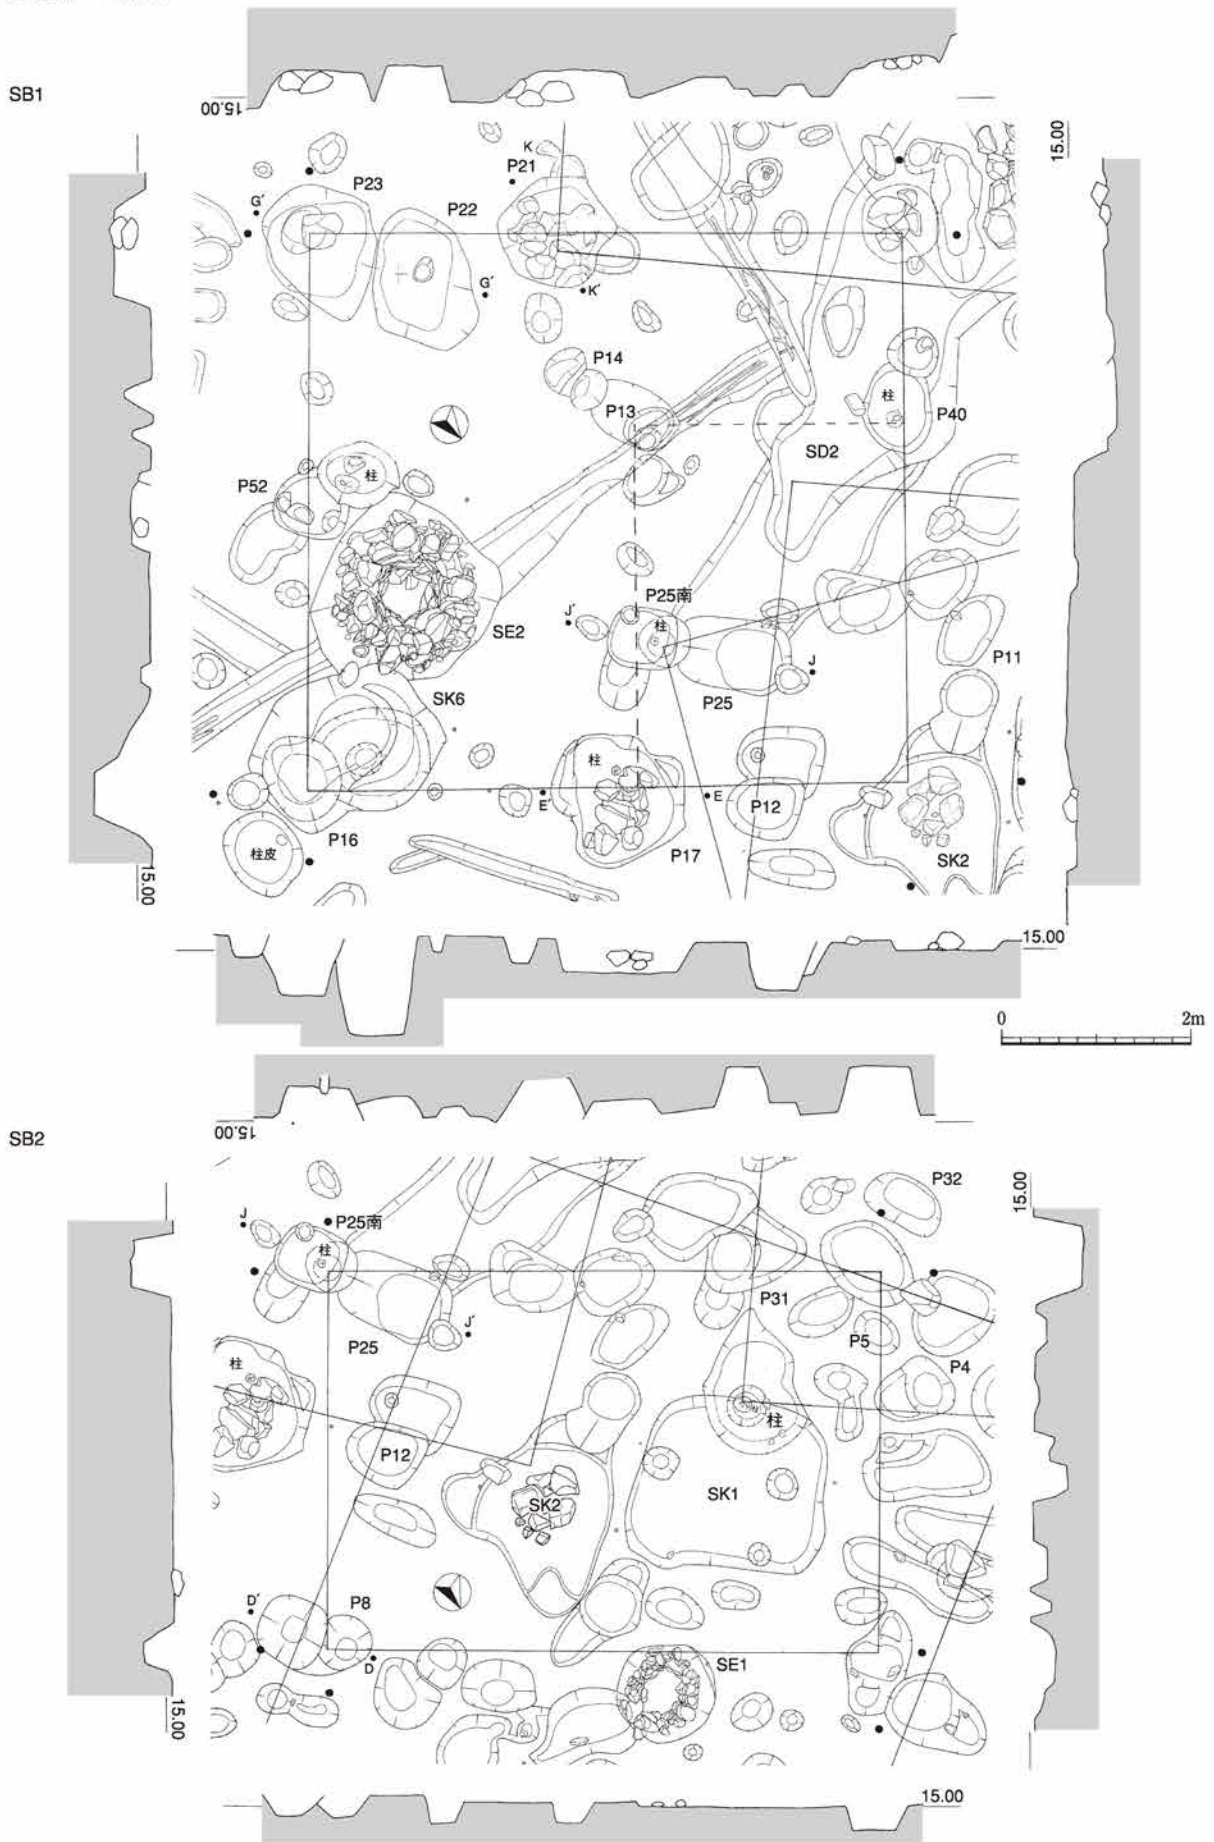 SB1
15.00
15.00
K
P21
P23
G′
P22
G′
K′
P14
P13
柱
P40
SD2
柱
P52
P25南
J′
柱
SE2
P11
J
SK6
P25
柱
E′
E
P12
P16
柱皮
P17
SK2
15.00
15.00
0 2m
SB2
15.00
15.00
P32
J
P25南
柱
P31
J′
P25
P5
P4
柱
柱
P12
SK2
SK1
D′
P8
D
SE1
15.00
15.00